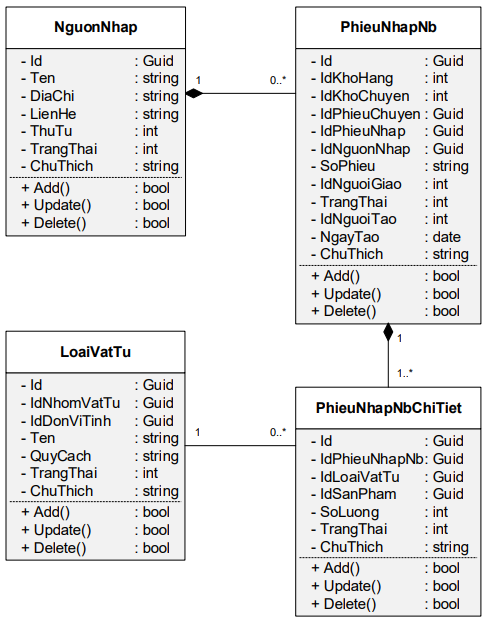 NguonNhap
- Id : Guid
- Ten : string
- DiaChi : string
- LienHe : string
- ThuTu : int
- TrangThai : int
- ChuThich : string
+ Add() : bool
+ Update() : bool
+ Delete() : bool
1
0..*
PhieuNhapNb
- Id : Guid
- IdKhoHang : int
- IdKhoChuyen : int
- IdPhieuChuyen : Guid
- IdPhieuNhap : Guid
- IdNguonNhap : Guid
- SoPhieu : string
- IdNguoiGiao : int
- TrangThai : int
- IdNguoiTao : int
- NgayTao : date
- ChuThich : string
+ Add() : bool
+ Update() : bool
+ Delete() : bool
1
1..*
LoaiVatTu
- Id : Guid
- IdNhomVatTu : Guid
- IdDonViTinh : Guid
- Ten : string
- QuyCach : string
- TrangThai : int
- ChuThich : string
+ Add() : bool
+ Update() : bool
+ Delete() : bool
1
0..*
PhieuNhapNbChiTiet
- Id : Guid
- IdPhieuNhapNb : Guid
- IdLoaiVatTu : Guid
- IdSanPham : Guid
- SoLuong : int
- TrangThai : int
- ChuThich : string
+ Add() : bool
+ Update() : bool
+ Delete() : bool